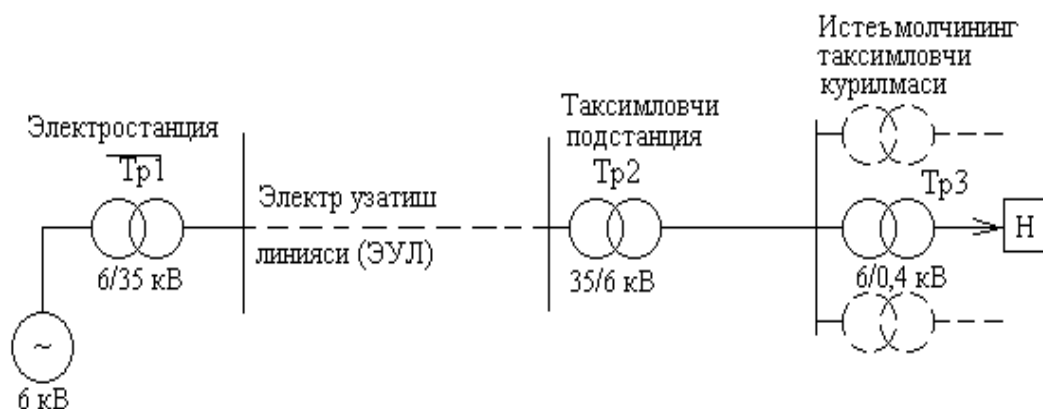 Электростанция
Тр1
6/35 кВ
~
6 кВ
Электр узатиш
линияси (ЭУЛ)
Таксимловчи
подстанция
Тр2
35/6 кВ
Истеъмолчининг
таксимловчи
курилмаси
Тр3
6/0,4 кВ
Н